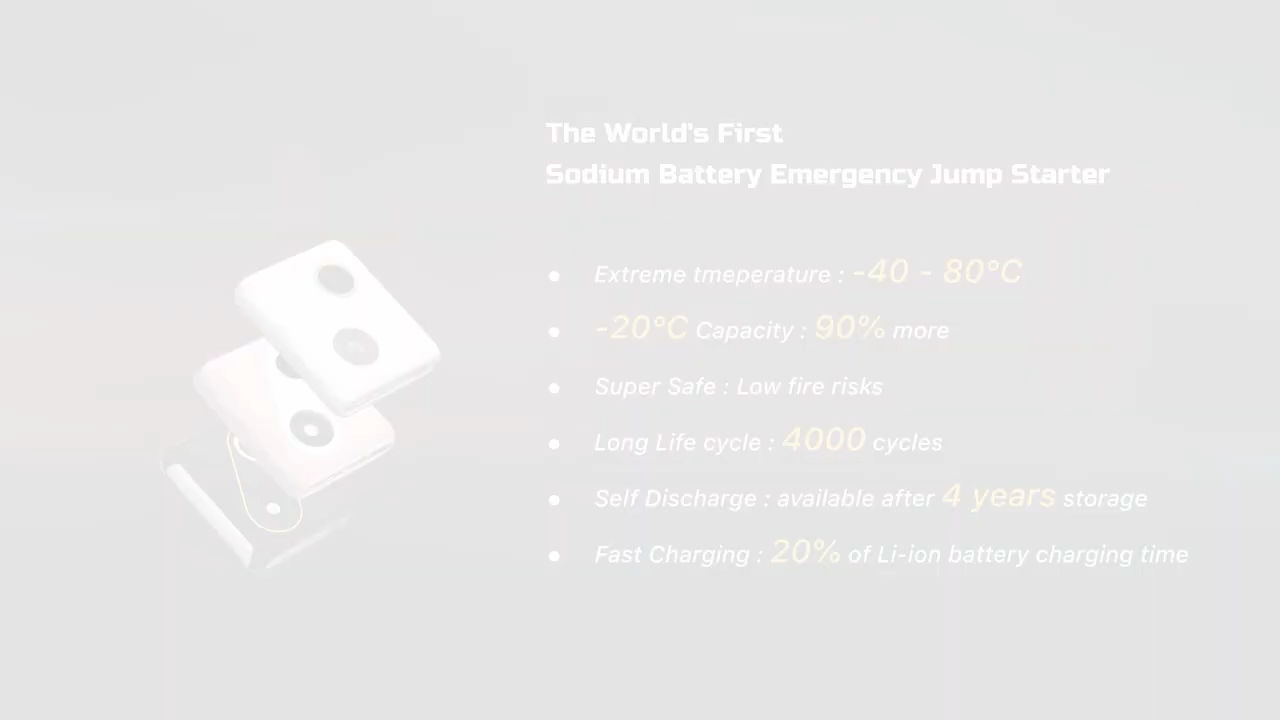 The World's First
Sodium Battery Emergency Jump Starter
• Extreme tmeperature : -40 - 80°C
• -20°C Capacity : 90% more
• Super Safe : Low fire risks
• Long Life cycle : 4000 cycles
• Self Discharge : available after 4 years storage
• Fast Charging : 20% of Li-ion battery charging time